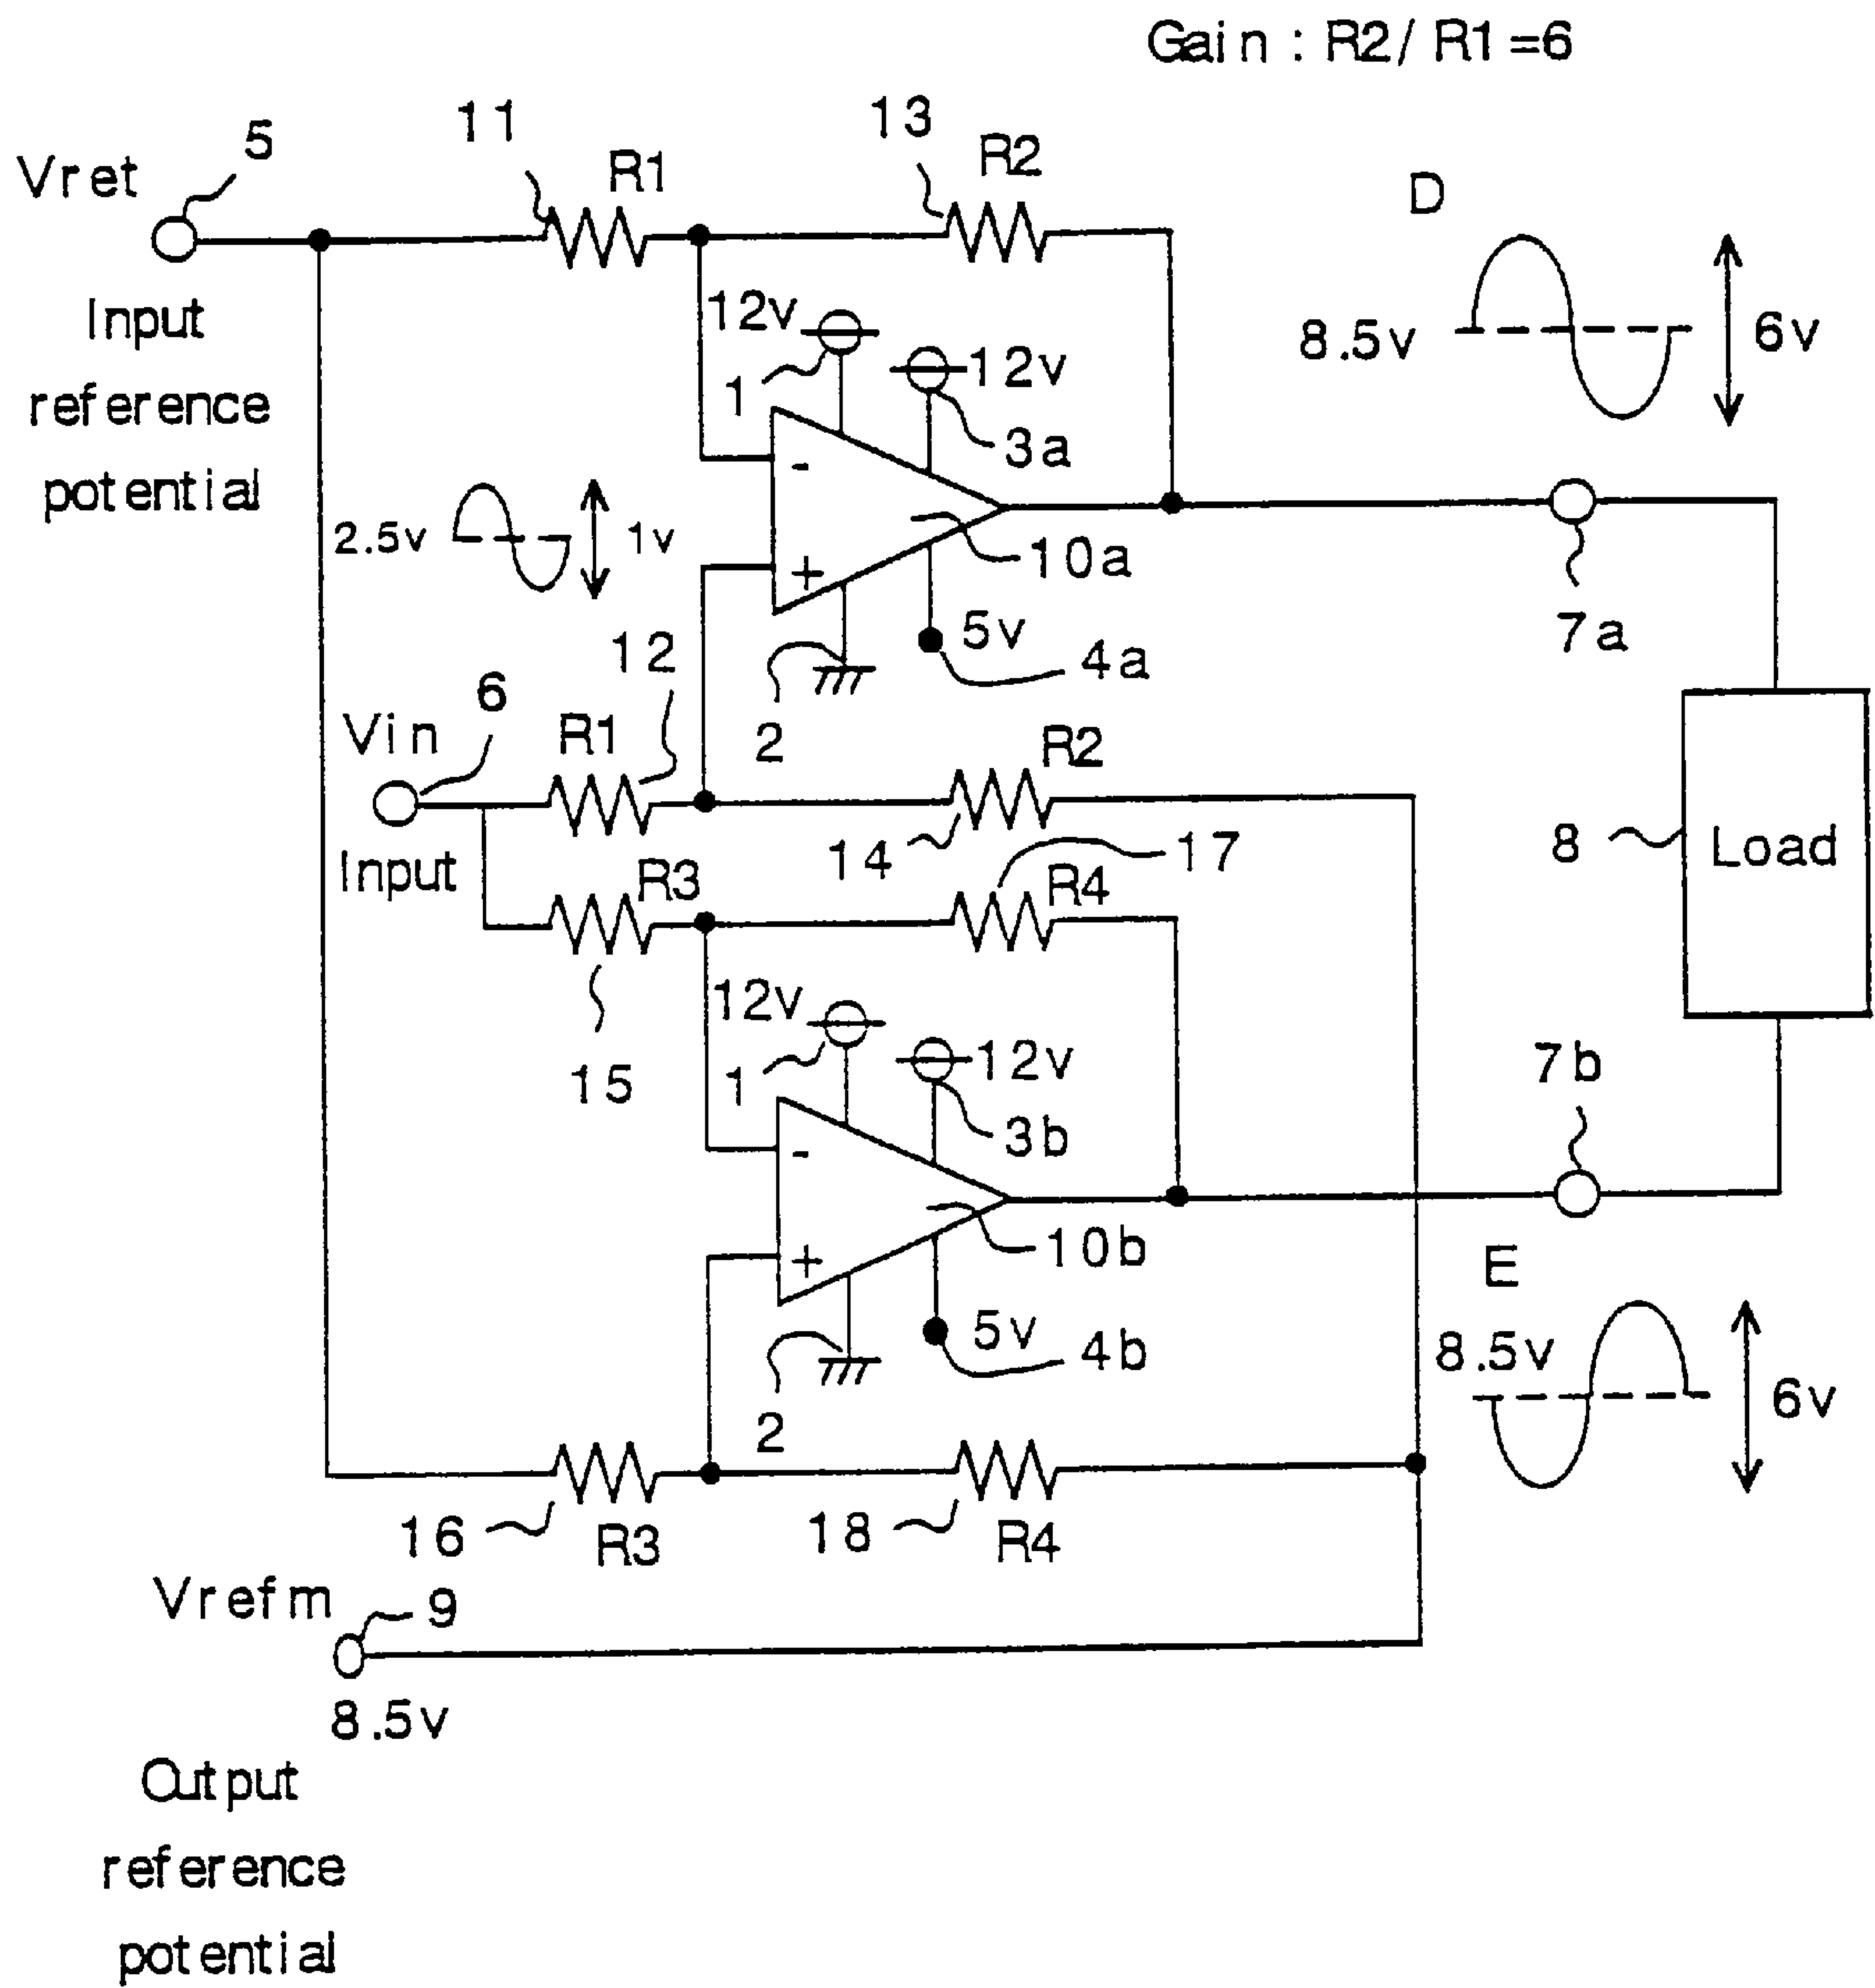 Gain : R2/ R1=6
11
13
5
R1
R2
Vret
D
Input
reference
potential
12v
1
12v
3a
8.5v
6v
-
2.5v
1v
+
10a
5v
4a
7a
12
2
6
Vin
R1
R2
Input
14
17
8
Load
R3
R4
15
12v
1
12v
3b
7b
-
+
10b
5v
4b
E
2
8.5v
6v
16
R3
18
R4
Vrefm
9
8.5v
Output
reference
potential